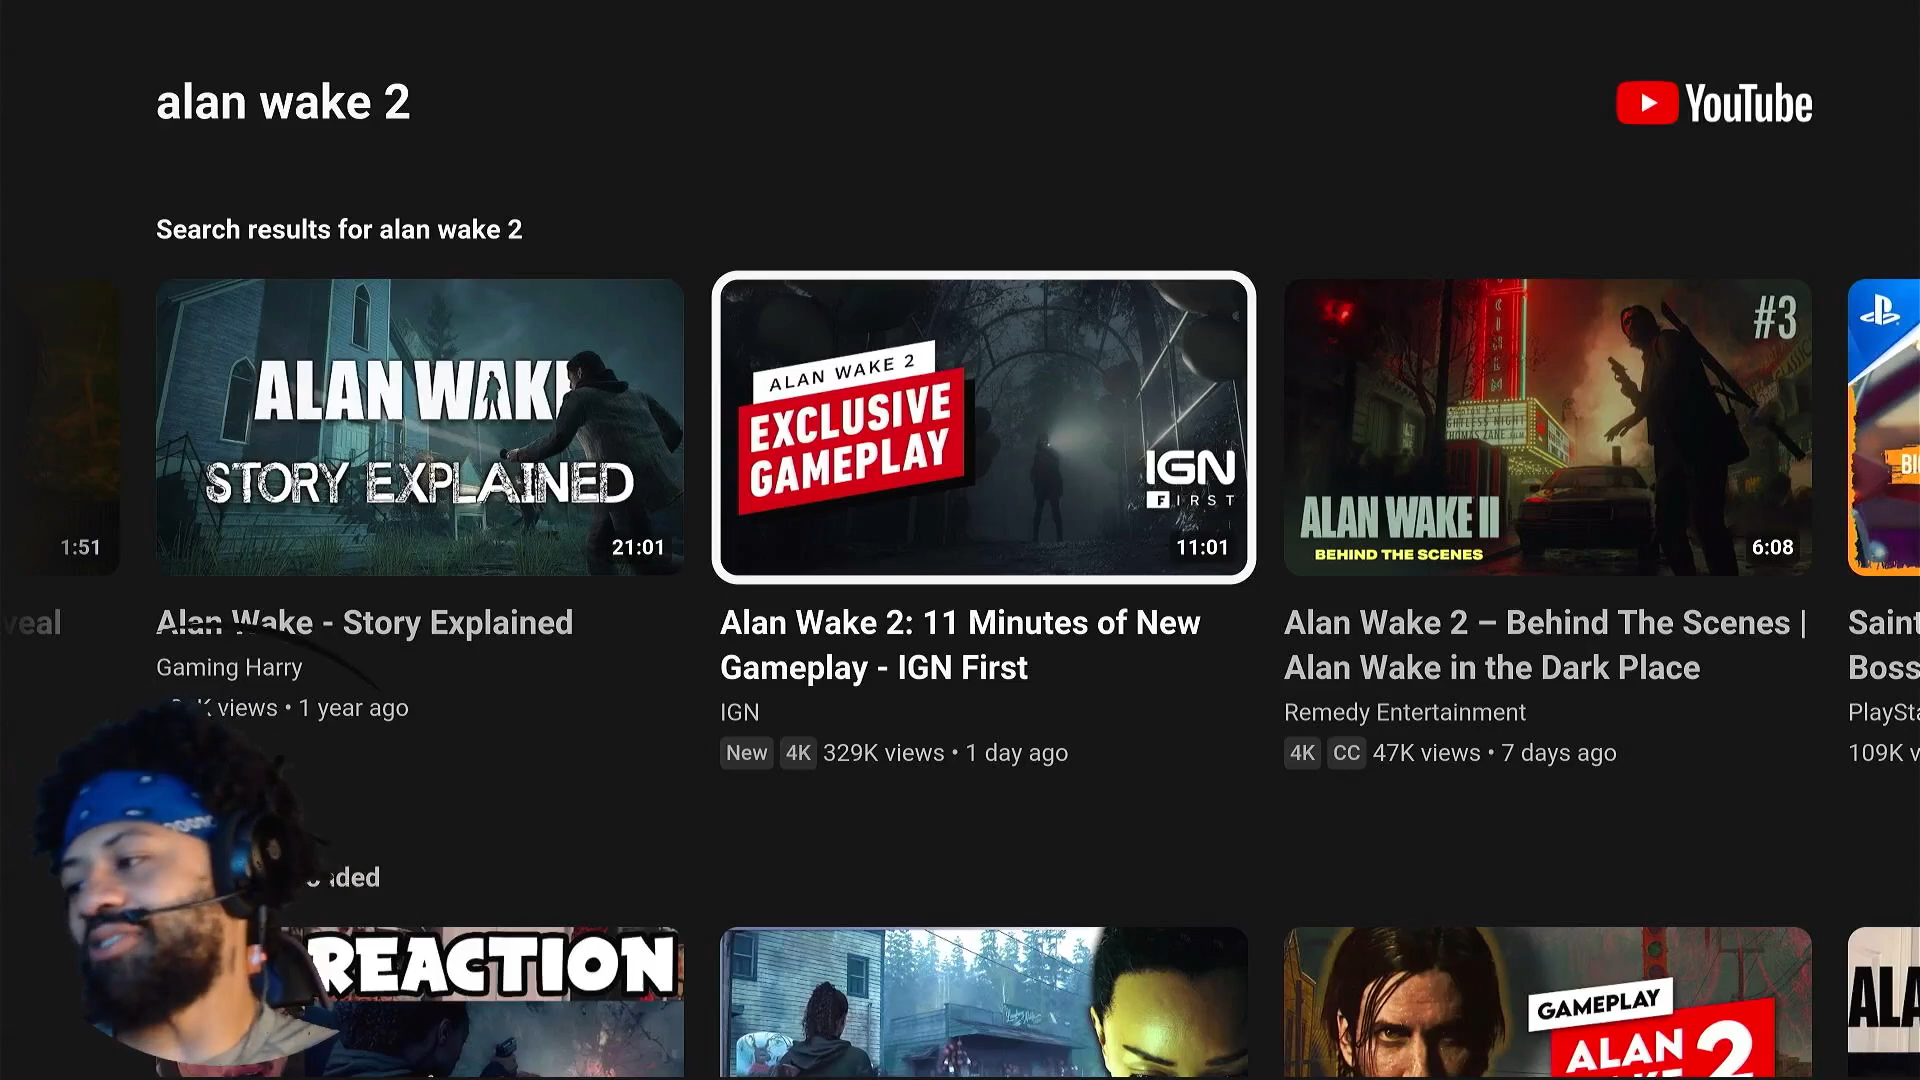 alan wake 2
YouTube
Search results for alan wake 2
1:51
ALAN WAKE
STORY EXPLAINED
21:01
ALAN WAKE 2
EXCLUSIVE
GAMEPLAY
IGN
FIRST
11:01
#3
ALAN WAKE II
BEHIND THE SCENES
6:08
veal
Alan Wake - Story Explained
Gaming Harry
views • 1 year ago
Alan Wake 2: 11 Minutes of New
Gameplay - IGN First
IGN
New 4K 329K views • 1 day ago
Alan Wake 2 – Behind The Scenes |
Alan Wake in the Dark Place
Remedy Entertainment
4K CC 47K views • 7 days ago
Saint
Boss
PlaySta
109K v
aded
REACTION
GAMEPLAY
ALAN
2
ALA